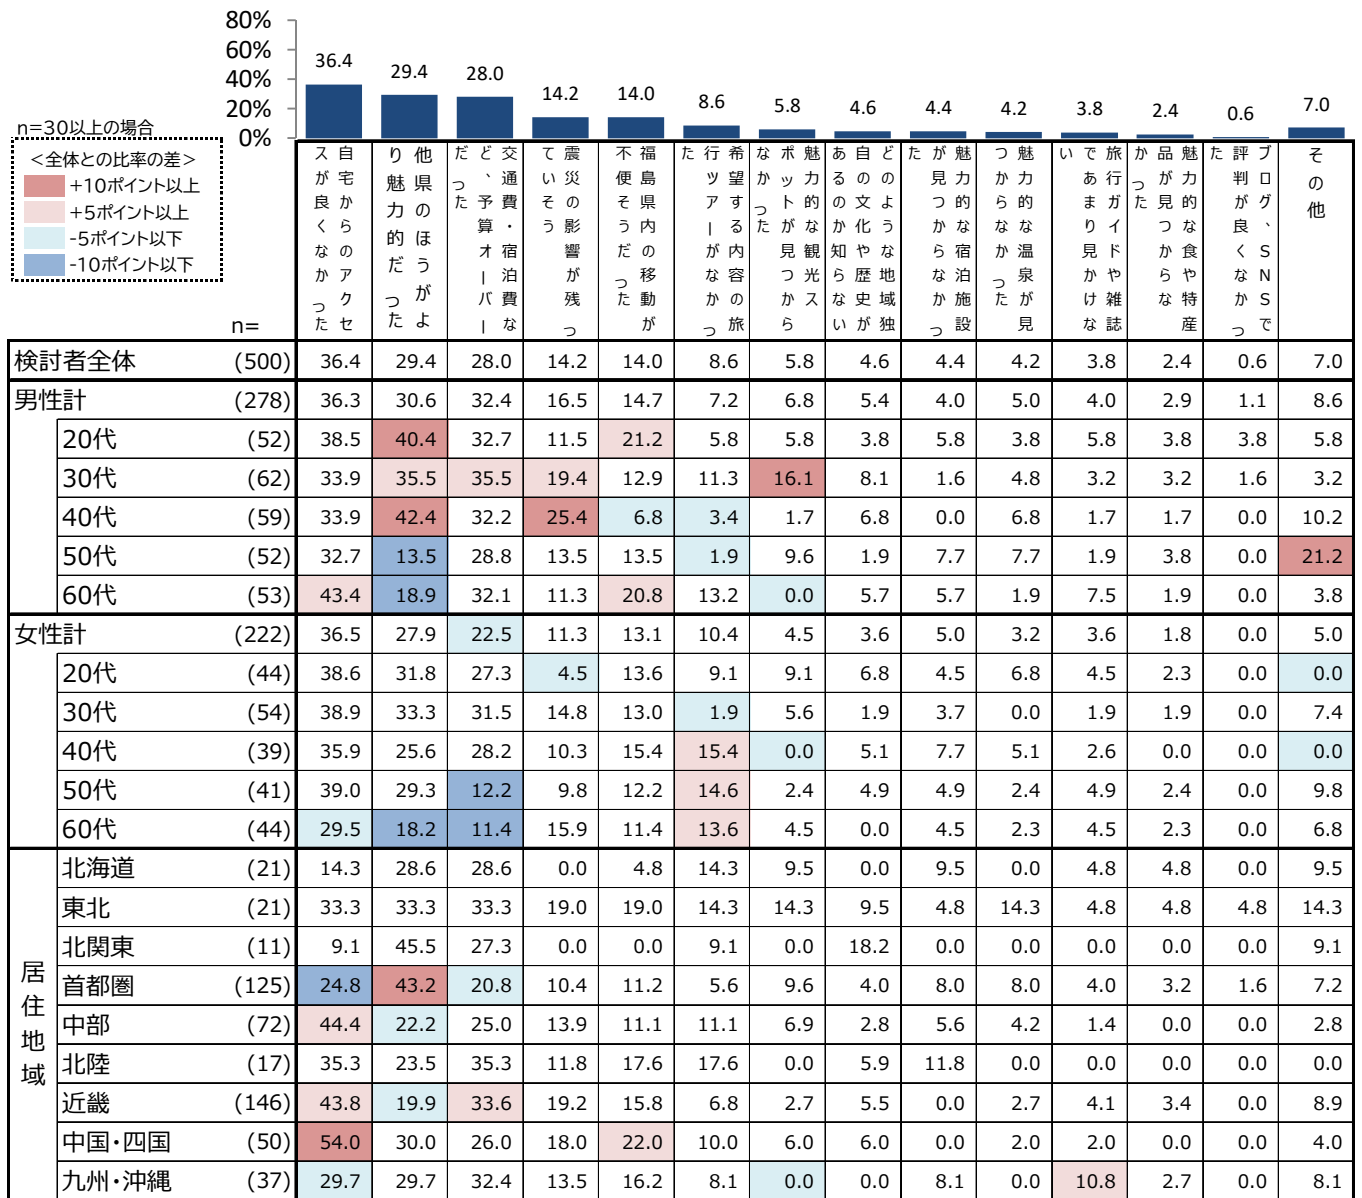 80%
60%
40%
20%
0%
36.4 29.4 28.0 14.2 14.0 8.6 5.8 4.6 4.4 4.2 3.8 2.4 0.6 7.0
n=30以上の場合
<全体との比率の差>
+10ポイント以上
+5ポイント以上
-5ポイント以下
-10ポイント以下
n=
自宅からのアクセスが良くなかった
他県のほうがより魅力的だった
交通費・宿泊費など、予算オーバーだった
震災の影響が残っていそう
福島県内の移動が不便そうだった
希望する内容の旅行ツアーがなかった
魅力的な観光スポットが見つからなかった
どのような地域独自の文化や歴史があるのか知らない
魅力的な宿泊施設が見つからなかった
魅力的な温泉が見つからなかった
旅行ガイドや雑誌であまり見かけない
魅力的な食や特産品が見つからなかった
ブログ、SNSで評判が良くなかった
その他
検討者全体 (500) 36.4 29.4 28.0 14.2 14.0 8.6 5.8 4.6 4.4 4.2 3.8 2.4 0.6 7.0
男性計 (278) 36.3 30.6 32.4 16.5 14.7 7.2 6.8 5.4 4.0 5.0 4.0 2.9 1.1 8.6
20代 (52) 38.5 40.4 32.7 11.5 21.2 5.8 5.8 3.8 5.8 3.8 5.8 3.8 3.8 5.8
30代 (62) 33.9 35.5 35.5 19.4 12.9 11.3 16.1 8.1 1.6 4.8 3.2 3.2 1.6 3.2
40代 (59) 33.9 42.4 32.2 25.4 6.8 3.4 1.7 6.8 0.0 6.8 1.7 1.7 0.0 10.2
50代 (52) 32.7 13.5 28.8 13.5 13.5 1.9 9.6 1.9 7.7 7.7 1.9 3.8 0.0 21.2
60代 (53) 43.4 18.9 32.1 11.3 20.8 13.2 0.0 5.7 5.7 1.9 7.5 1.9 0.0 3.8
女性計 (222) 36.5 27.9 22.5 11.3 13.1 10.4 4.5 3.6 5.0 3.2 3.6 1.8 0.0 5.0
20代 (44) 38.6 31.8 27.3 4.5 13.6 9.1 9.1 6.8 4.5 6.8 4.5 2.3 0.0 0.0
30代 (54) 38.9 33.3 31.5 14.8 13.0 1.9 5.6 1.9 3.7 0.0 1.9 1.9 0.0 7.4
40代 (39) 35.9 25.6 28.2 10.3 15.4 15.4 0.0 5.1 7.7 5.1 2.6 0.0 0.0 0.0
50代 (41) 39.0 29.3 12.2 9.8 12.2 14.6 2.4 4.9 4.9 2.4 4.9 2.4 0.0 9.8
60代 (44) 29.5 18.2 11.4 15.9 11.4 13.6 4.5 0.0 4.5 2.3 4.5 2.3 0.0 6.8
居住地域
北海道 (21) 14.3 28.6 28.6 0.0 4.8 14.3 9.5 0.0 9.5 0.0 4.8 4.8 0.0 9.5
東北 (21) 33.3 33.3 33.3 19.0 19.0 14.3 14.3 9.5 4.8 14.3 4.8 4.8 4.8 14.3
北関東 (11) 9.1 45.5 27.3 0.0 0.0 9.1 0.0 18.2 0.0 0.0 0.0 0.0 0.0 9.1
首都圏 (125) 24.8 43.2 20.8 10.4 11.2 5.6 9.6 4.0 8.0 8.0 4.0 3.2 1.6 7.2
中部 (72) 44.4 22.2 25.0 13.9 11.1 11.1 6.9 2.8 5.6 4.2 1.4 0.0 0.0 2.8
北陸 (17) 35.3 23.5 35.3 11.8 17.6 17.6 0.0 5.9 11.8 0.0 0.0 0.0 0.0 0.0
近畿 (146) 43.8 19.9 33.6 19.2 15.8 6.8 2.7 5.5 0.0 2.7 4.1 3.4 0.0 8.9
中国・四国 (50) 54.0 30.0 26.0 18.0 22.0 10.0 6.0 6.0 0.0 2.0 2.0 0.0 0.0 4.0
九州・沖縄 (37) 29.7 29.7 32.4 13.5 16.2 8.1 0.0 0.0 8.1 0.0 10.8 2.7 0.0 8.1